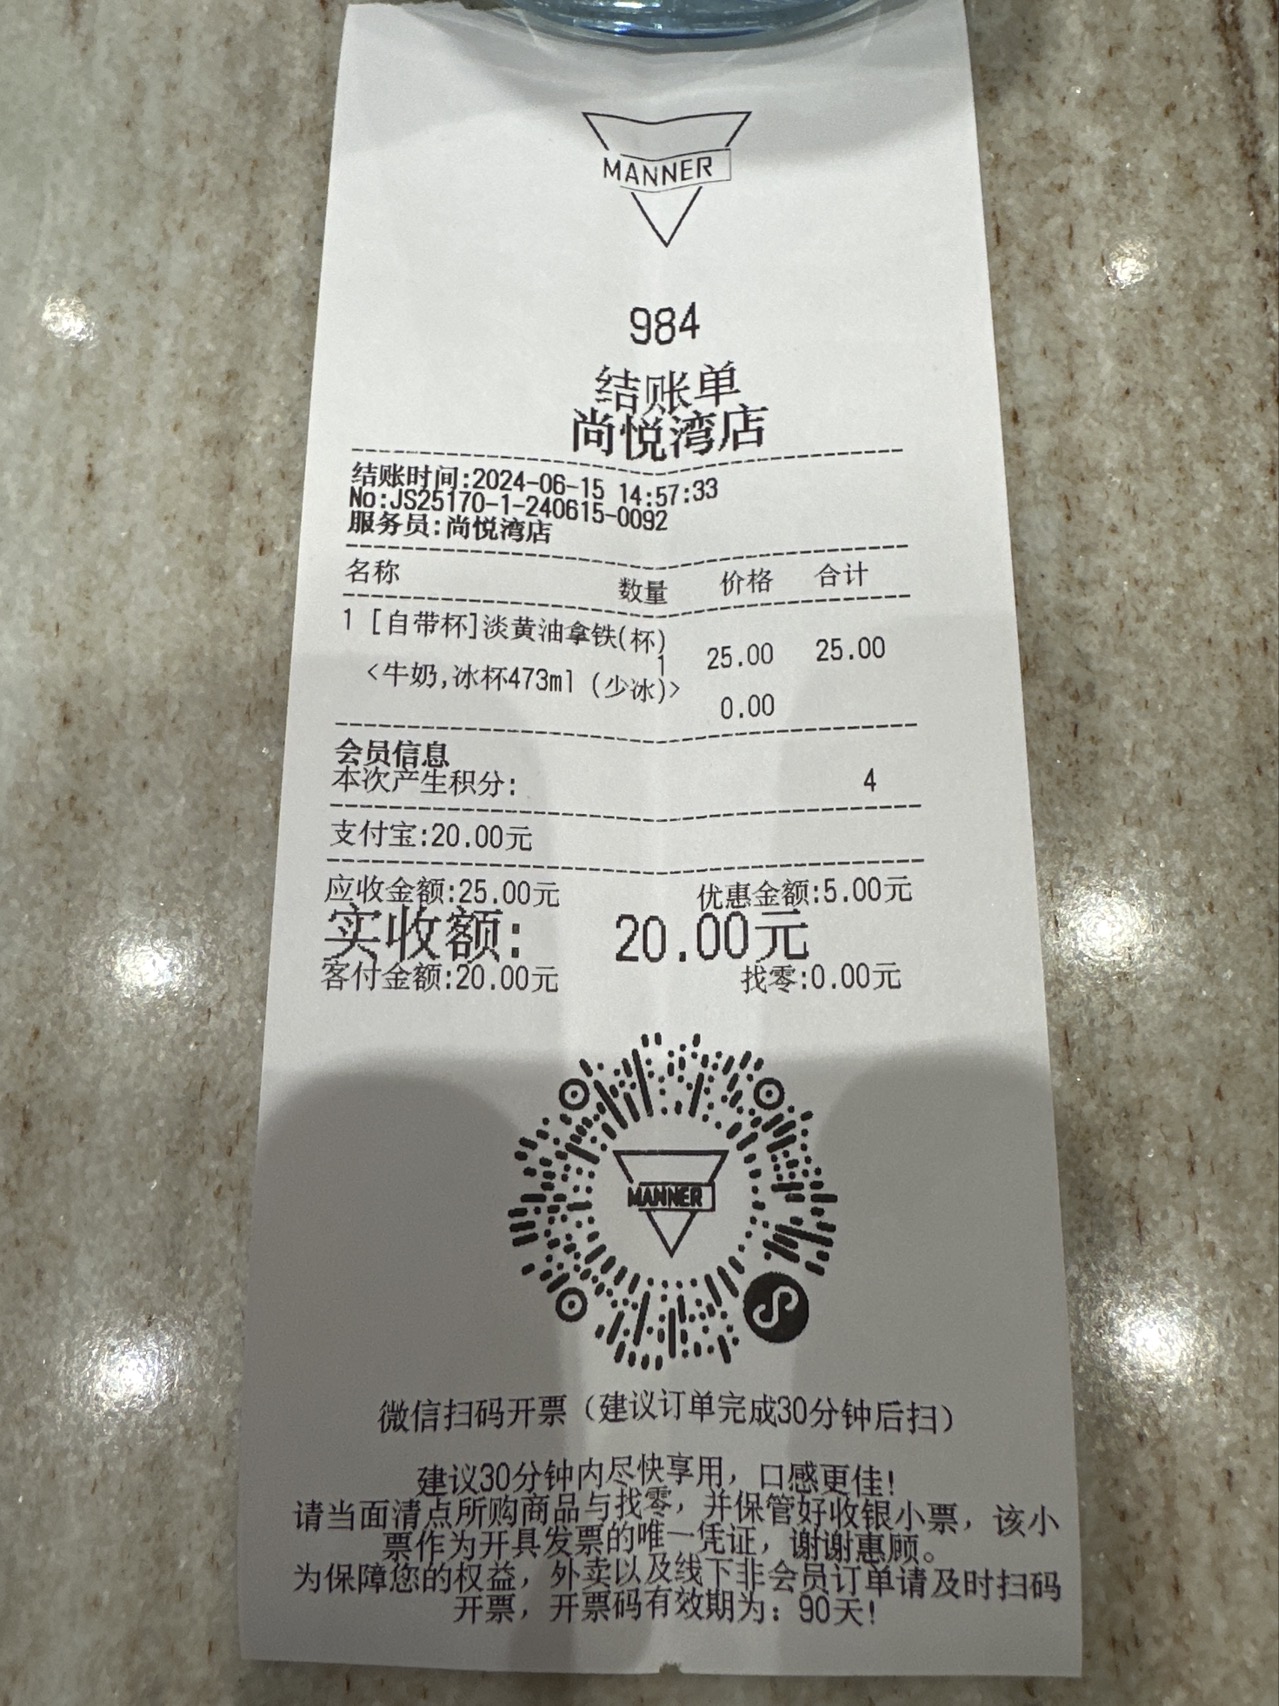 MANNER
984
结账单
尚悦湾店
结账时间:2024-06-15 14:57:33
No:JS25170-1-240615-0092
服务员:尚悦湾店
名称 数量 价格 合计
1 [自带杯]淡黄油拿铁(杯)
1 25.00 25.00
<牛奶,冰杯473ml (少冰)>
0.00
会员信息
本次产生积分: 4
支付宝:20.00元
应收金额:25.00元 优惠金额:5.00元
实收额: 20.00元
客付金额:20.00元 找零:0.00元
MANNER
微信扫码开票（建议订单完成30分钟后扫）
建议30分钟内尽快享用，口感更佳!
请当面清点所购商品与找零，并保管好收银小票，该小
票作为开具发票的唯一凭证，谢谢惠顾。
为保障您的权益，外卖以及线下非会员订单请及时扫码
开票，开票码有效期为：90天!